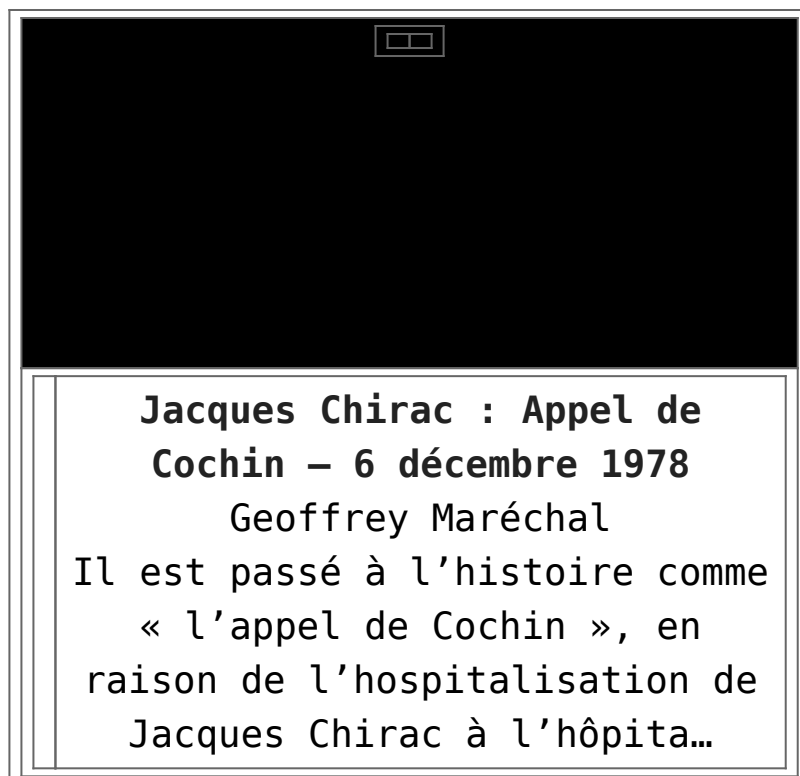 Jacques Chirac : Appel de
Cochin – 6 décembre 1978
Geoffrey Maréchal
Il est passé à l’histoire comme
« l’appel de Cochin », en
raison de l’hospitalisation de
Jacques Chirac à l’hôpita…